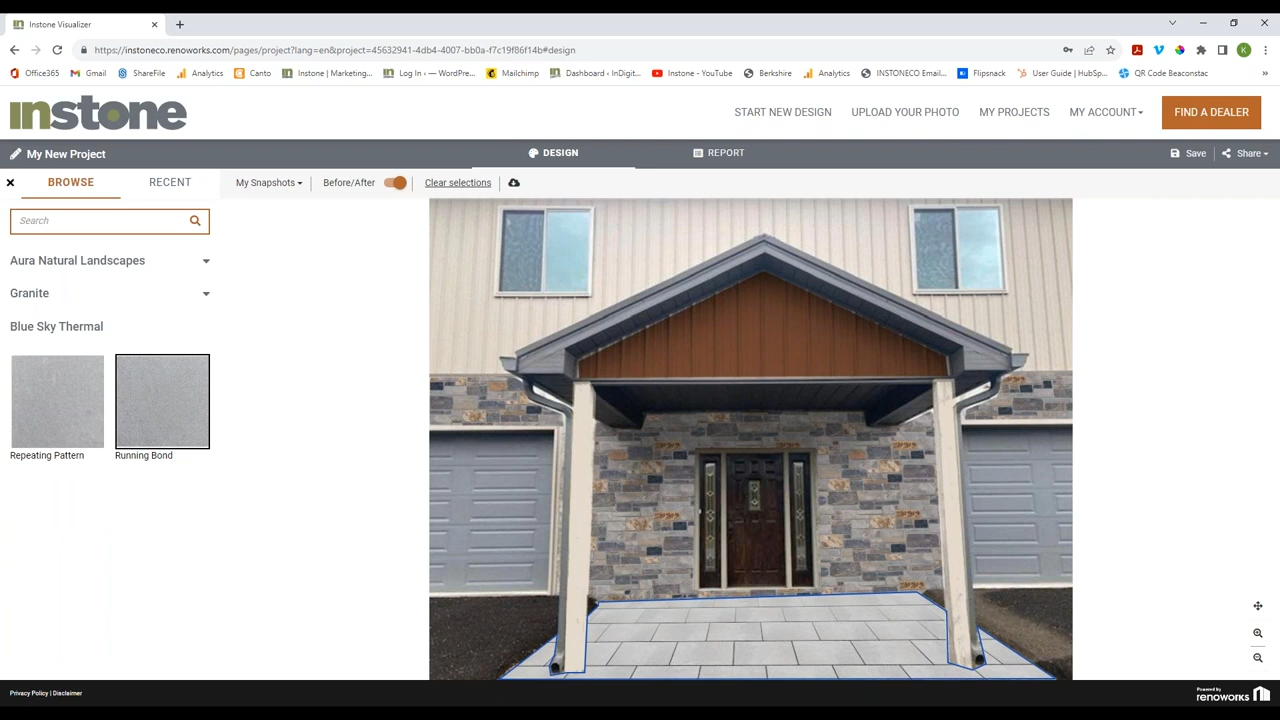 Instone Visualizer
https://instoneco.renoworks.com/pages/project?lang=en&project=45632941-4db4-4007-bb0a-f7c19f86f14b#design
K
Office365 Gmail ShareFile Analytics Canto Instone | Marketing... Log In ‹ — WordPre... Mailchimp Dashboard ‹ InDigit... Instone - YouTube Berkshire Analytics INSTONECO Email... Flipsnack User Guide | HubSp... QR Code Beaconstac »
instone START NEW DESIGN UPLOAD YOUR PHOTO MY PROJECTS MY ACCOUNT FIND A DEALER
My New Project DESIGN REPORT Save Share
BROWSE RECENT My Snapshots Before/After Clear selections
Search
Aura Natural Landscapes
Granite
Blue Sky Thermal
Repeating Pattern Running Bond
Privacy Policy | Disclaimer
Powered by
renoworks